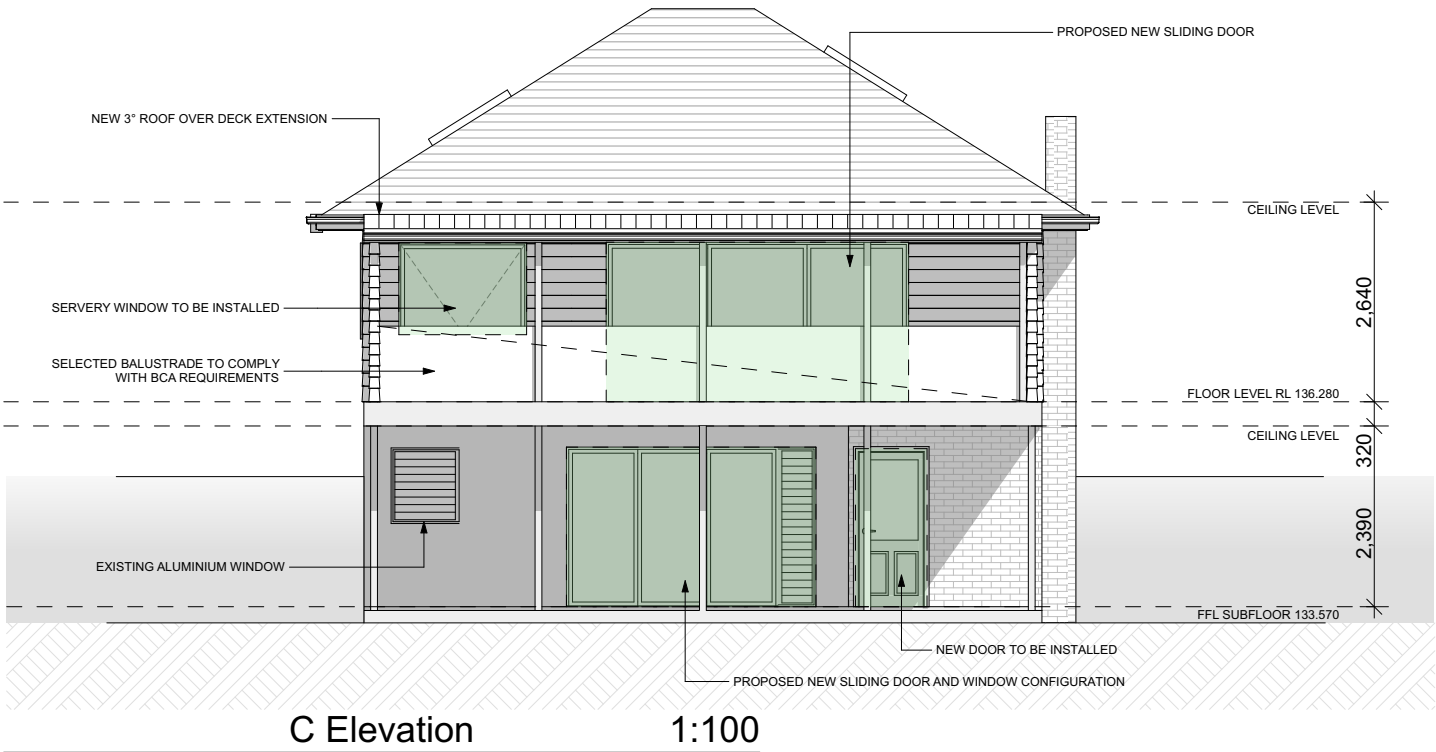 PROPOSED NEW SLIDING DOOR
NEW 3° ROOF OVER DECK EXTENSION
CEILING LEVEL
2,640
SERVERY WINDOW TO BE INSTALLED
SELECTED BALUSTRADE TO COMPLY
WITH BCA REQUIREMENTS
FLOOR LEVEL RL 136.280
CEILING LEVEL
320
2,390
EXISTING ALUMINIUM WINDOW
FFL SUBFLOOR 133.570
NEW DOOR TO BE INSTALLED
PROPOSED NEW SLIDING DOOR AND WINDOW CONFIGURATION
C Elevation 1:100